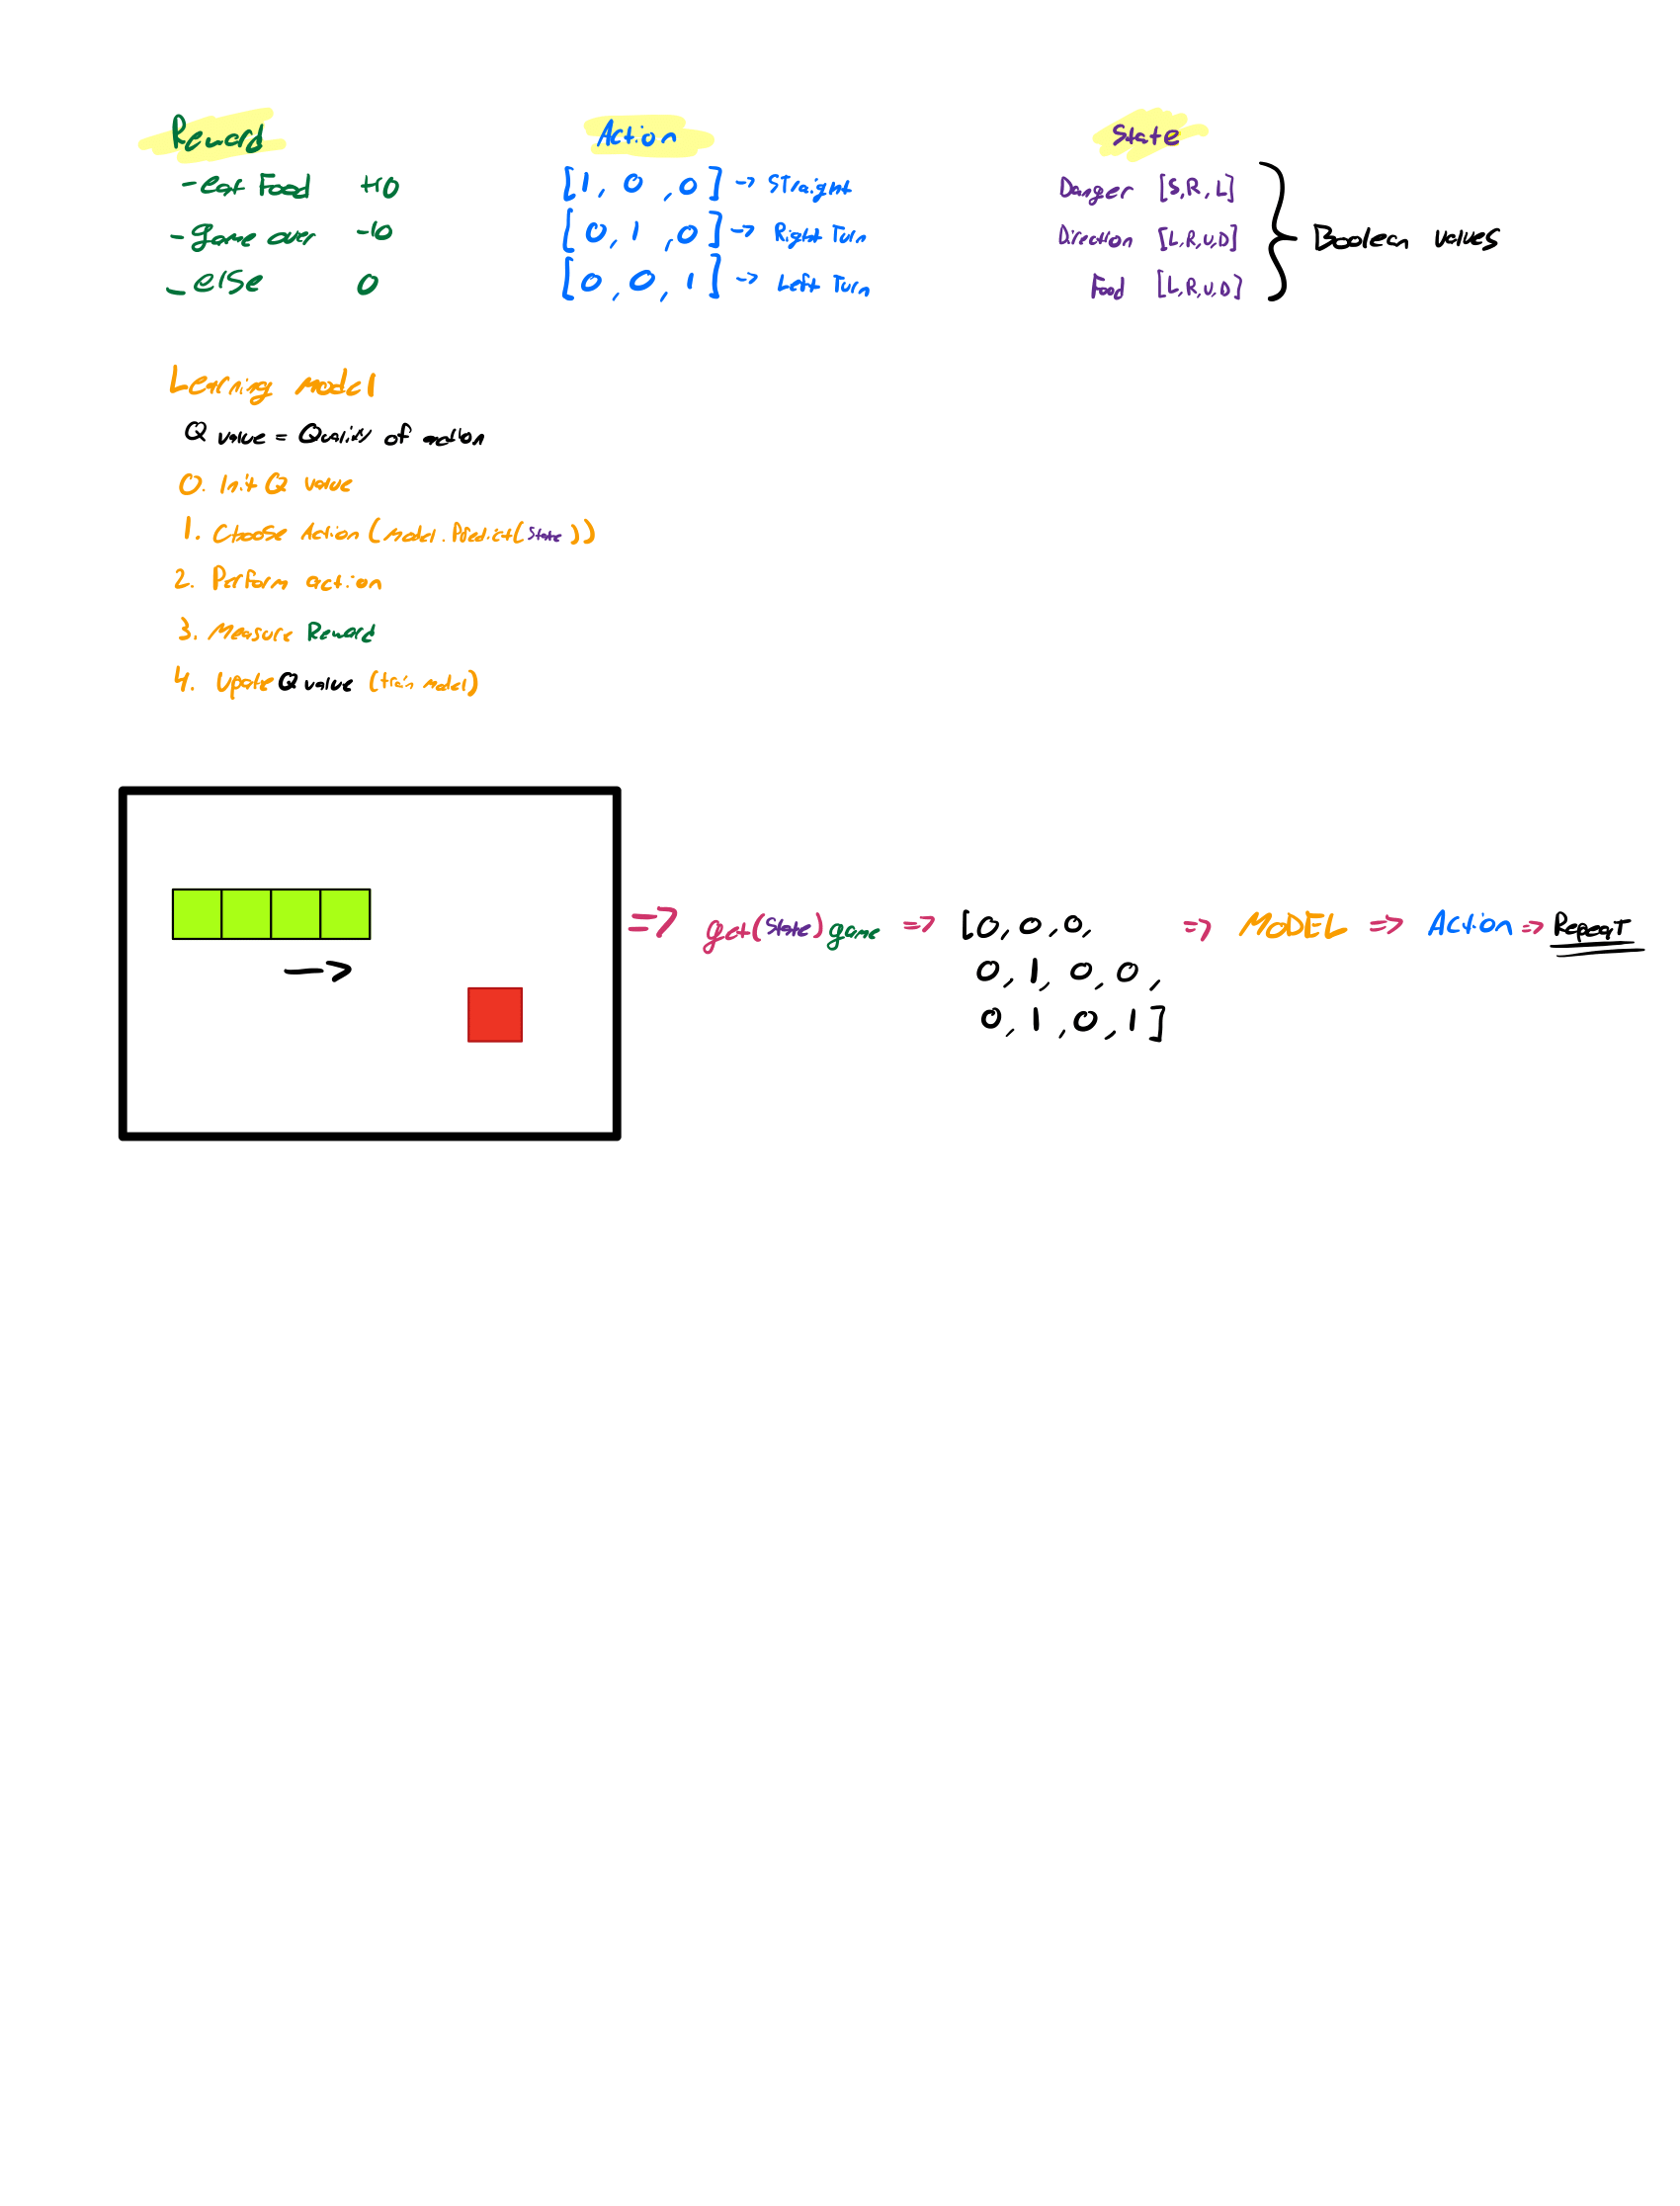 Reward
- eat Food +10
- game over -10
- else 0
Action
[1, 0, 0] -> Straight
[0, 1, 0] -> Right Turn
[0, 0, 1] -> Left Turn
State
Danger [S,R,L]
Direction [L,R,U,D]
Food [L,R,U,D]
Boolean values
Learning model
Q value = Quality of action
0. Init Q value
1. Choose Action (model.Predict(State))
2. Perform action
3. Measure Reward
4. Upate Q value (train model)
->
=> get(State)game => [0, 0, 0,
0, 1, 0, 0,
0, 1, 0, 1]
=> MODEL => Action => Repeat